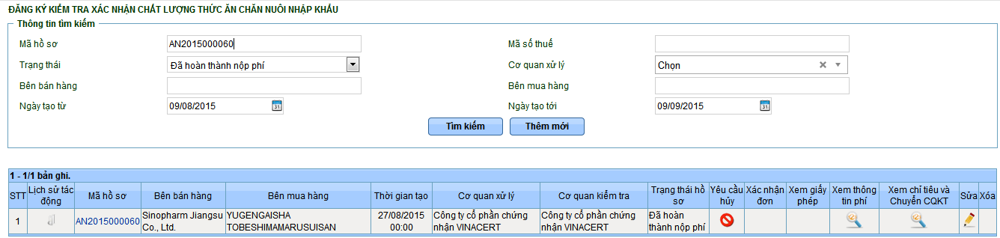 ĐĂNG KÝ KIỂM TRA XÁC NHẬN CHẤT LƯỢNG THỨC ĂN CHĂN NUÔI NHẬP KHẨU
Thông tin tìm kiếm
Mã hồ sơ AN2015000060 Mã số thuế
Trạng thái Đã hoàn thành nộp phí Cơ quan xử lý Chọn
Bên bán hàng Bên mua hàng
Ngày tạo từ 09/08/2015 31 Ngày tạo tới 09/09/2015 31
Tìm kiếm Thêm mới
1 - 1/1 bản ghi.
STT Lịch sử tác động Mã hồ sơ Bên bán hàng Bên mua hàng Thời gian tạo Cơ quan xử lý Cơ quan kiểm tra Trạng thái hồ sơ Yêu cầu hủy Xác nhận đơn Xem giấy phép Xem thông tin phí Xem chỉ tiêu và Chuyển CQKT Sửa Xóa
1 AN2015000060 Sinopharm Jiangsu Co., Ltd. YUGENGAISHA TOBESHIMAMARUSUISAN 27/08/2015 00:00 Công ty cổ phần chứng nhận VINACERT Công ty cổ phần chứng nhận VINACERT Đã hoàn thành nộp phí